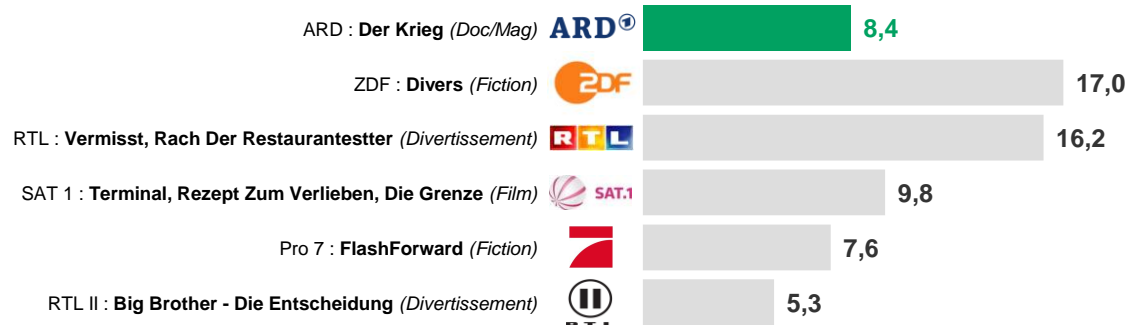 ARD : Der Krieg (Doc/Mag) ARD 8,4
ZDF : Divers (Fiction) ZDF 17,0
RTL : Vermisst, Rach Der Restaurantestter (Divertissement) RTL 16,2
SAT 1 : Terminal, Rezept Zum Verlieben, Die Grenze (Film) SAT.1 9,8
Pro 7 : FlashForward (Fiction) 7,6
RTL II : Big Brother - Die Entscheidung (Divertissement) 5,3